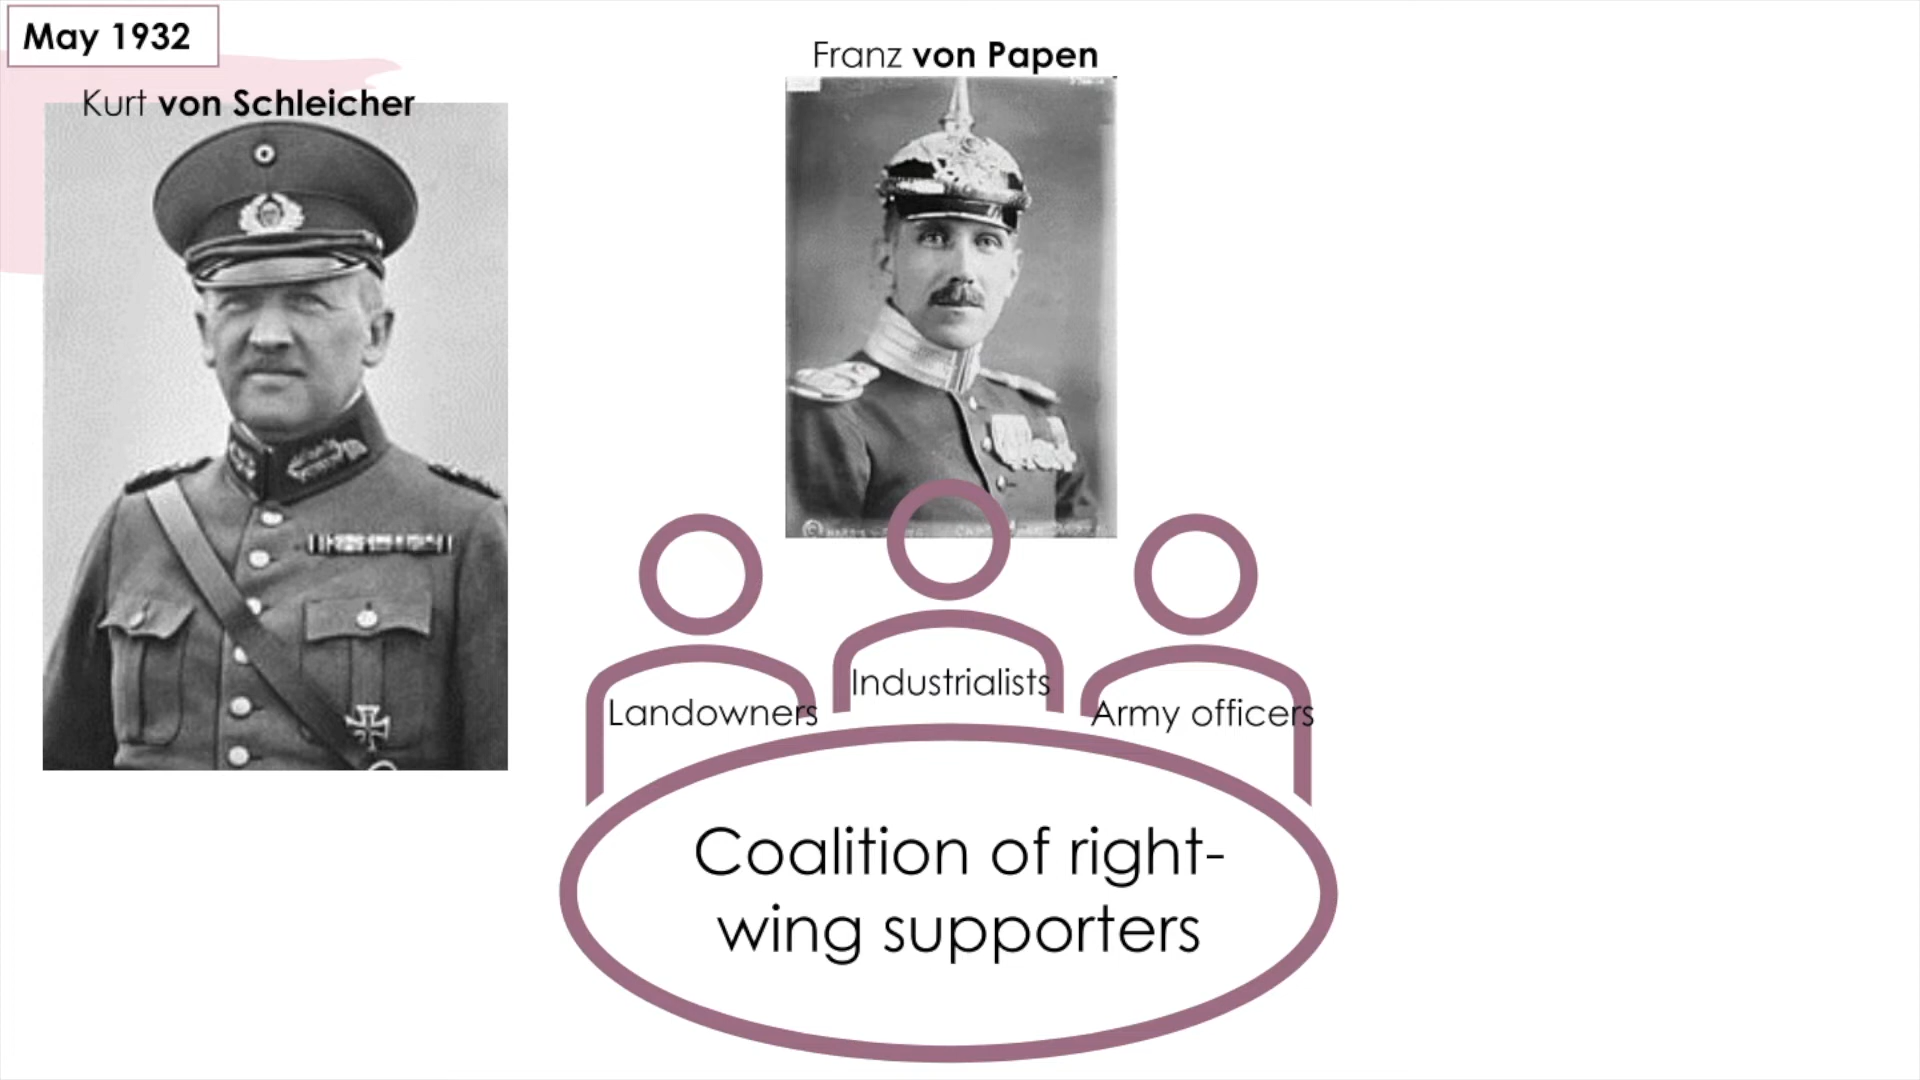 May 1932
Kurt von Schleicher
Franz von Papen
Landowners
Industrialists
Army officers
Coalition of right-
wing supporters